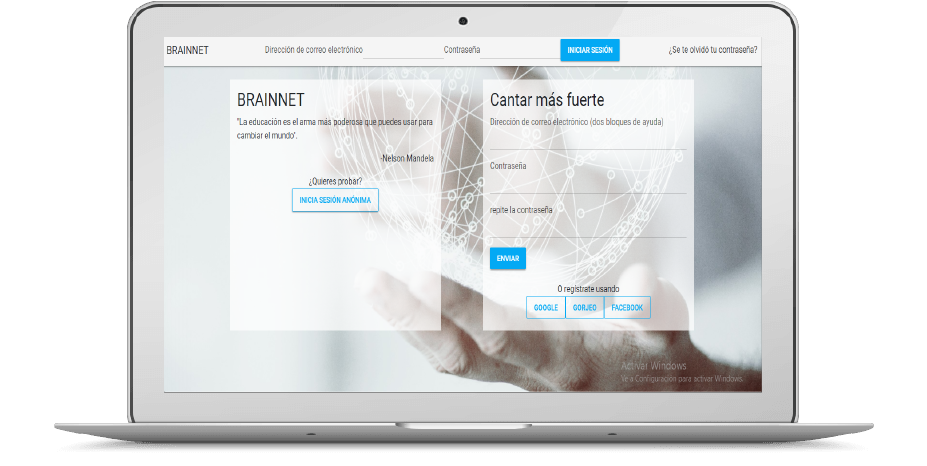 BRAINNET
Dirección de correo electrónico
Contraseña
INICIAR SESIÓN
¿Se te olvidó tu contraseña?
BRAINNET
"La educación es el arma más poderosa que puedes usar para
cambiar el mundo".
-Nelson Mandela
¿Quieres probar?
INICIA SESIÓN ANÓNIMA
Cantar más fuerte
Dirección de correo electrónico (dos bloques de ayuda)
Contraseña
repite la contraseña
ENVIAR
O regístrate usando
GOOGLE
GORJEO
FACEBOOK
Activar Windows
Ve a Configuración para activar Windows.